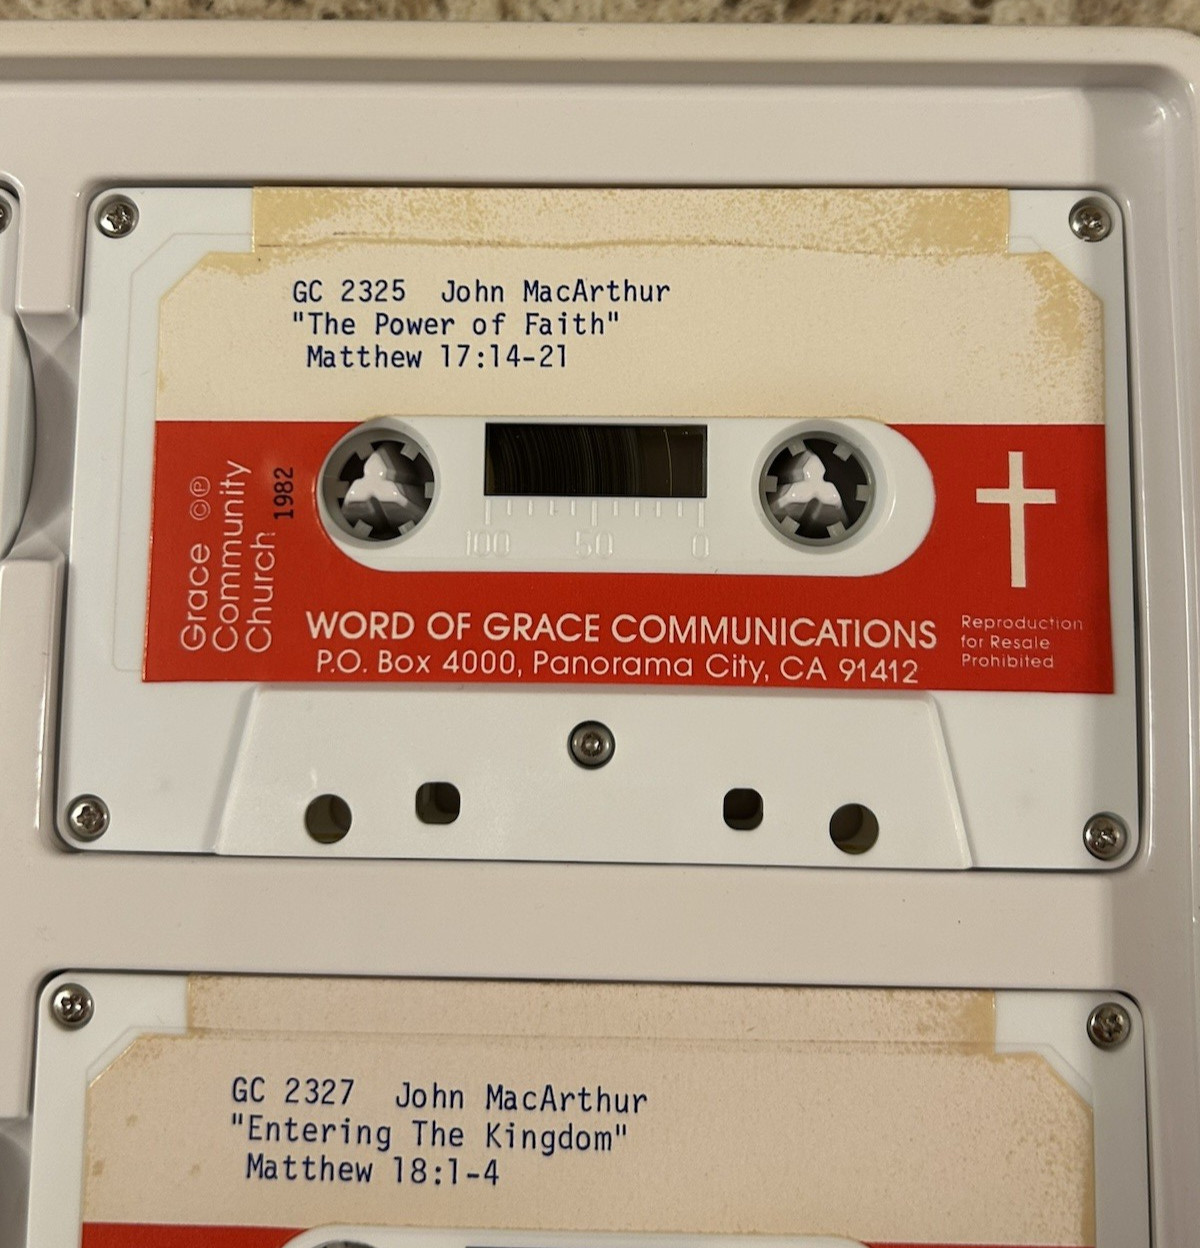 GC 2325 John MacArthur
"The Power of Faith"
Matthew 17:14-21
Grace ©℗
Community
Church
1982
100 50 0
WORD OF GRACE COMMUNICATIONS
P.O. Box 4000, Panorama City, CA 91412
Reproduction
for Resale
Prohibited
GC 2327 John MacArthur
"Entering The Kingdom"
Matthew 18:1-4